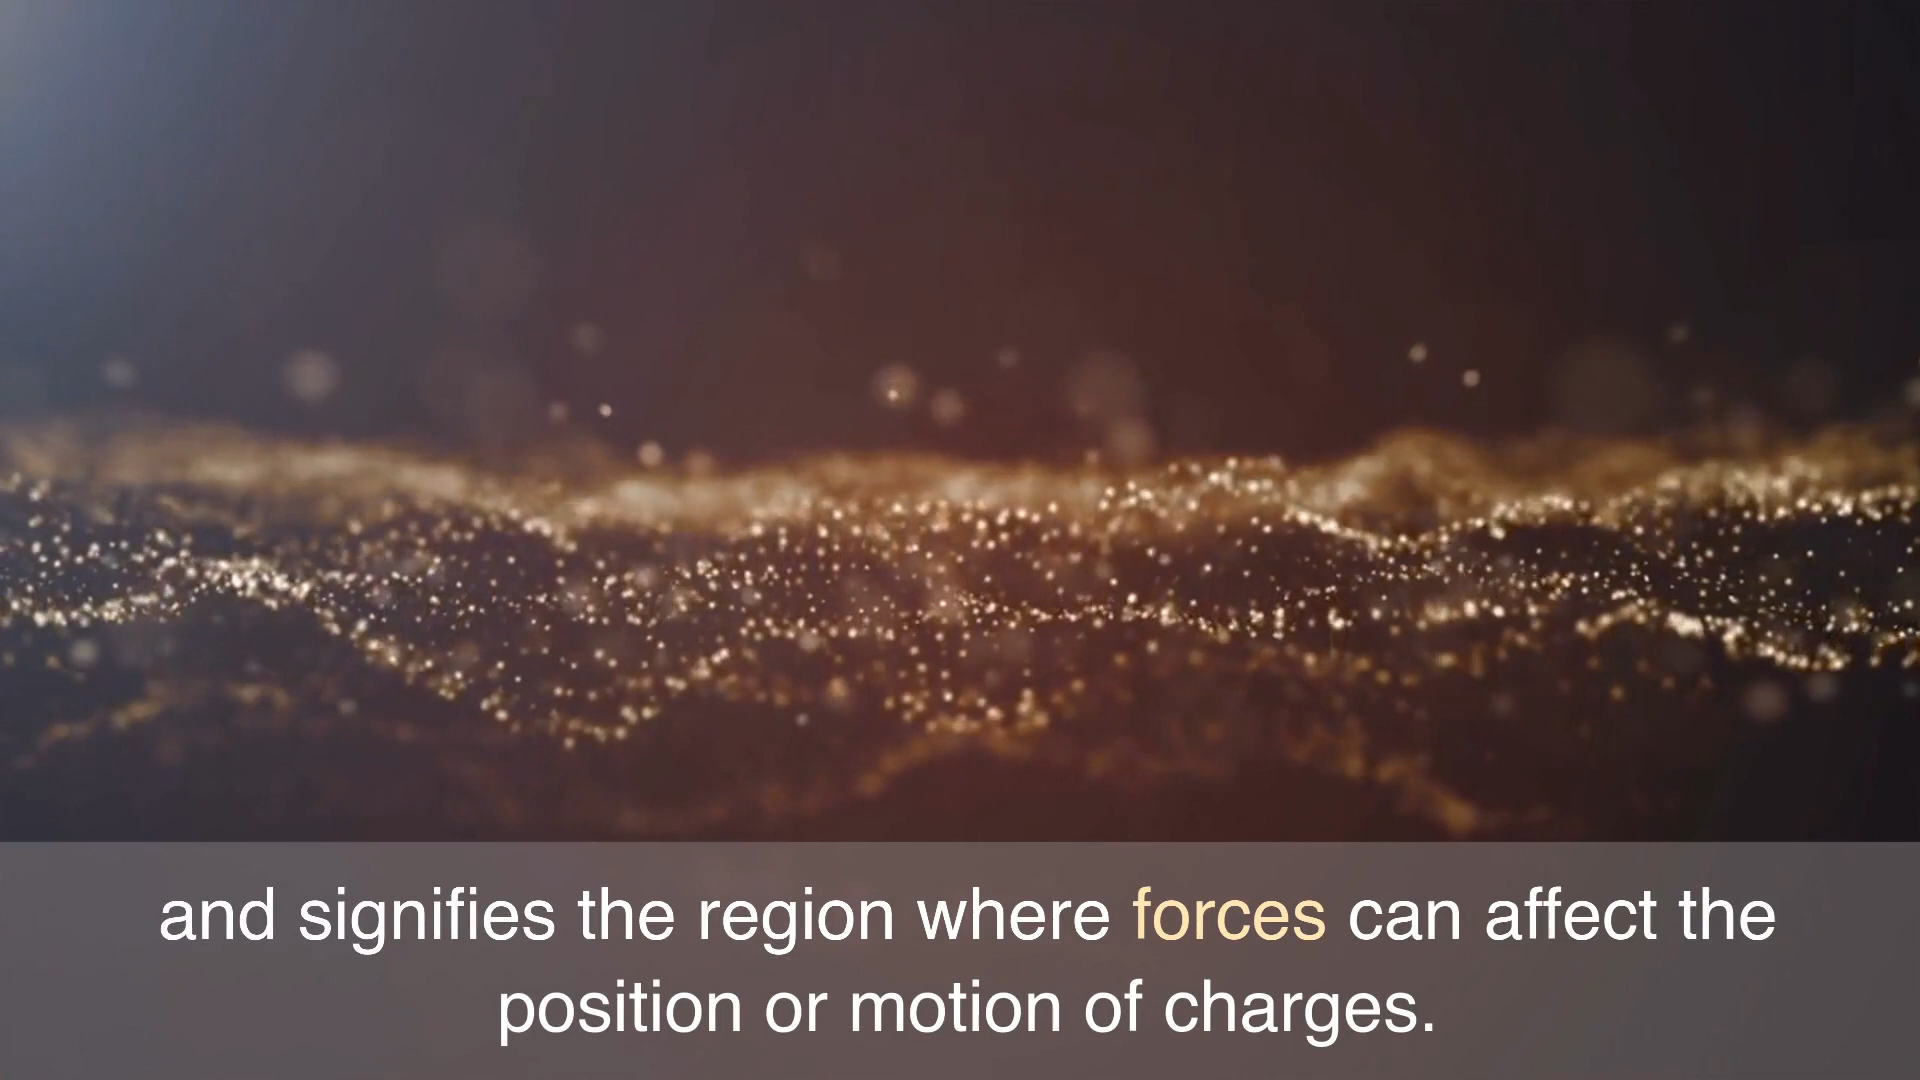 and signifies the region where forces can affect the
position or motion of charges.